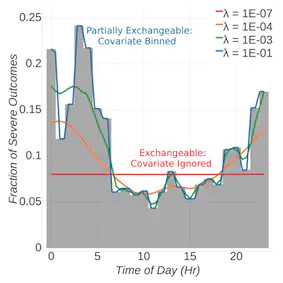 0.25
0.2
0.15
0.1
0.05
0
0 5 10 15 20
Fraction of Severe Outcomes
Time of Day (Hr)
Partially Exchangeable:
Covariate Binned
Exchangeable:
Covariate Ignored
λ = 1E-07
λ = 1E-04
λ = 1E-03
λ = 1E-01